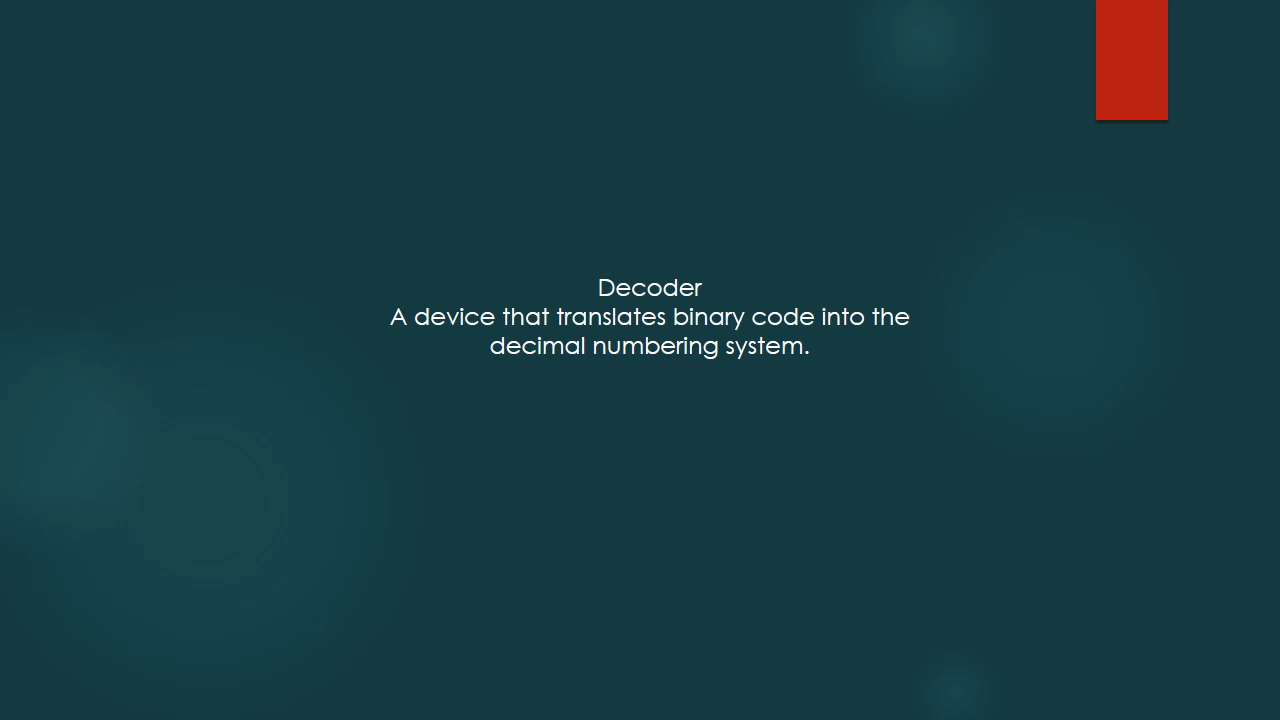 Decoder
A device that translates binary code into the
decimal numbering system.